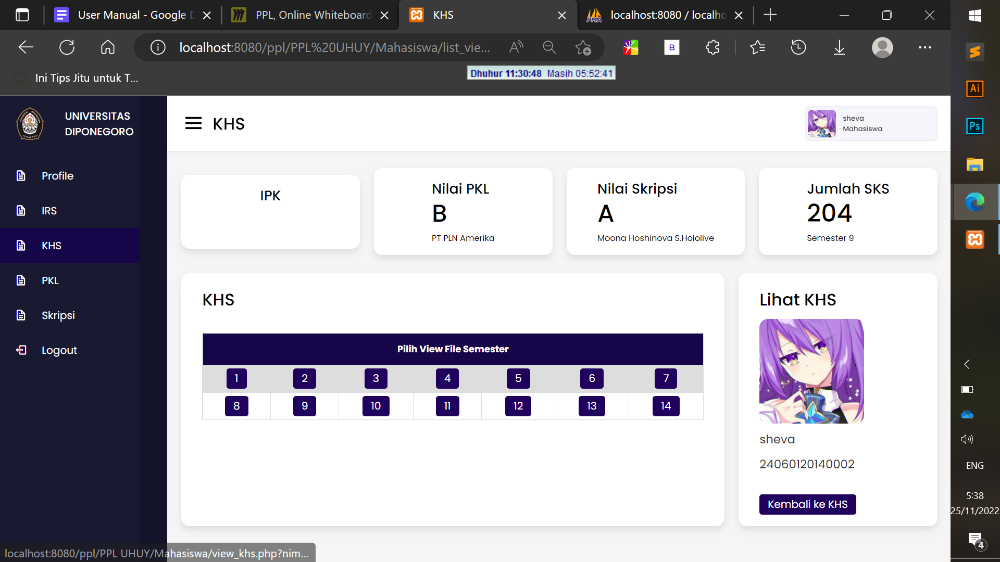 User Manual - Google D
PPL, Online Whiteboard
KHS
localhost:8080 / localho
localhost:8080/ppl/PPL%20UHUY/Mahasiswa/list_vie...
B
Ini Tips Jitu untuk T...
Dhuhur 11:30:48 Masih 05:52:41
UNIVERSITAS
DIPONEGORO
Profile
IRS
KHS
PKL
Skripsi
Logout
KHS
sheva
Mahasiswa
IPK
Nilai PKL
B
PT PLN Amerika
Nilai Skripsi
A
Moona Hoshinova S.Hololive
Jumlah SKS
204
Semester 9
KHS
Pilih View File Semester
1 2 3 4 5 6 7
8 9 10 11 12 13 14
Lihat KHS
sheva
24060120140002
Kembali ke KHS
localhost:8080/ppl/PPL UHUY/Mahasiswa/view_khs.php?nim...
Ai
Ps
ENG
5:38
25/11/2022
4